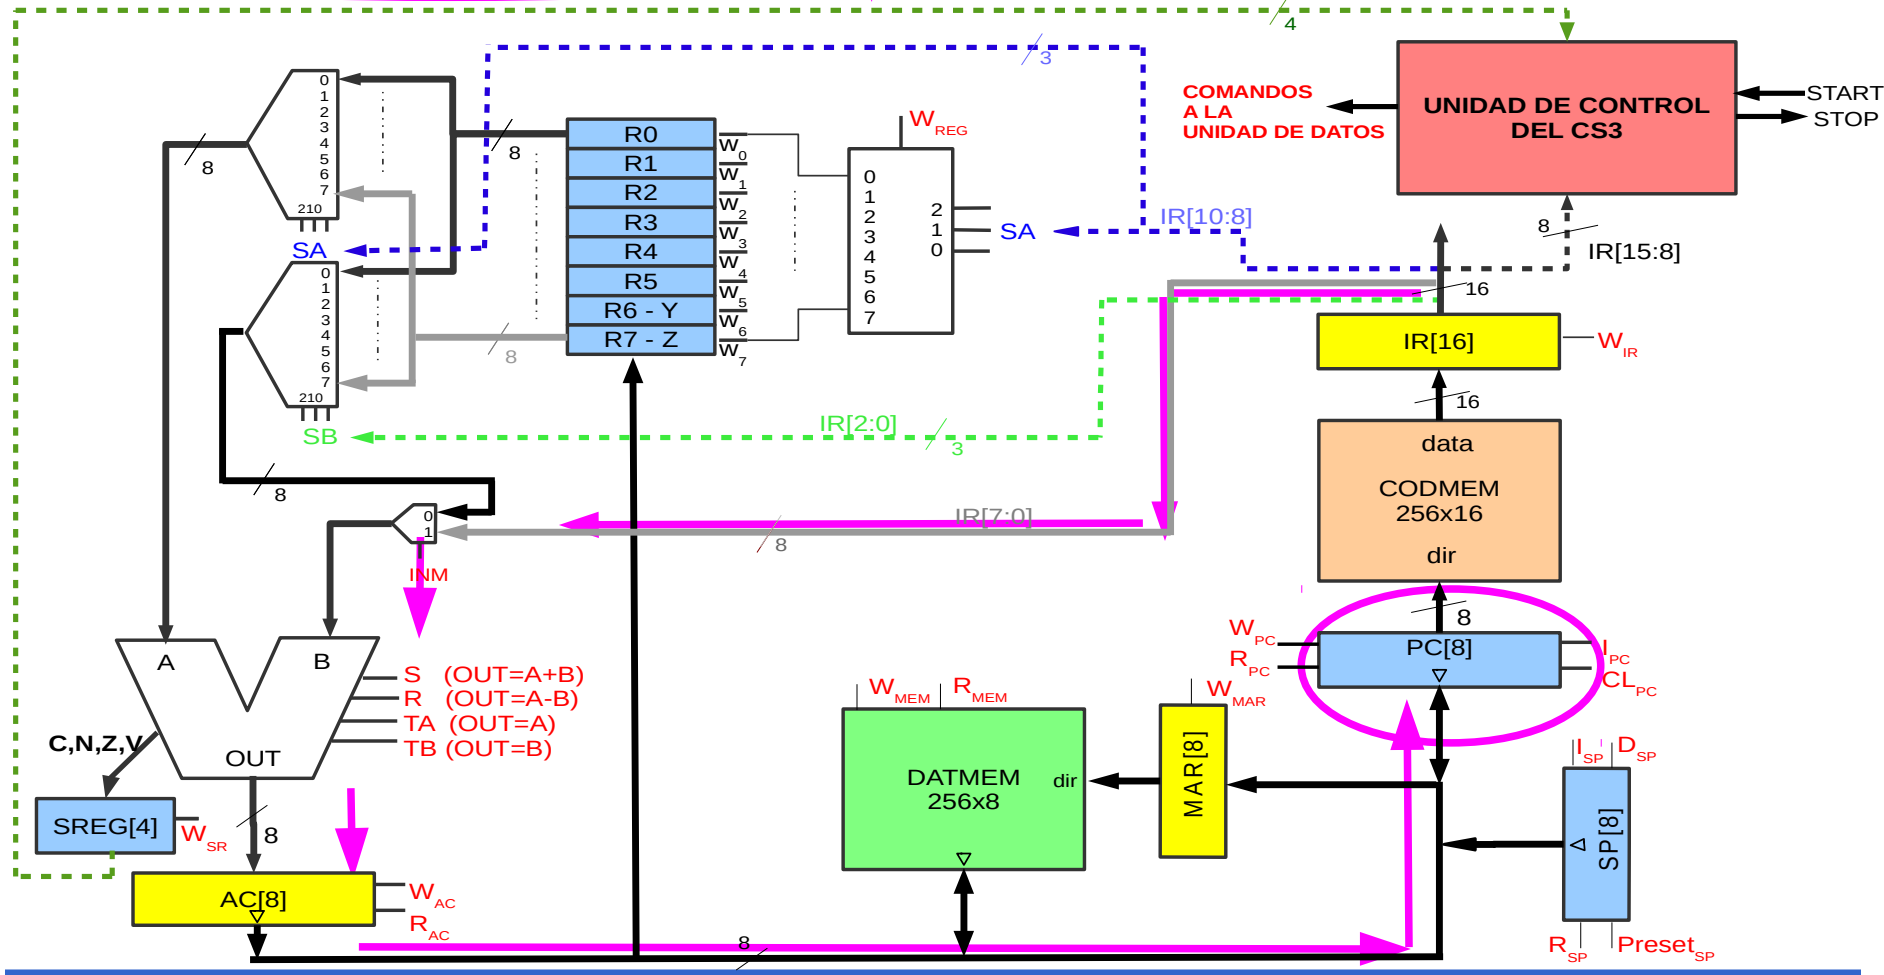 4
3
COMANDOS
A LA
UNIDAD DE DATOS
UNIDAD DE CONTROL
DEL CS3
START
STOP
0
1
2
3
4
5
6
7
210
8
SA
8
R0
R1
R2
R3
R4
R5
R6 - Y
R7 - Z
W0
W1
W2
W3
W4
W5
W6
W7
WREG
0
1
2
3
4
5
6
7
2
1
0
SA
IR[10:8]
8
IR[15:8]
16
0
1
2
3
4
5
6
7
210
SB
8
IR[2:0]
3
IR[16]
WIR
16
data
CODMEM
256x16
dir
8
0
1
INM
IR[7:0]
8
8
WPC
RPC
PC[8]
IPC
CLPC
A
B
S (OUT=A+B)
R (OUT=A-B)
TA (OUT=A)
TB (OUT=B)
C,N,Z,V
OUT
SREG[4]
WSR
8
AC[8]
WAC
RAC
WMEM
RMEM
DATMEM
256x8
dir
WMAR
MAR[8]
ISP
DSP
SP[8]
RSP
PresetSP
8